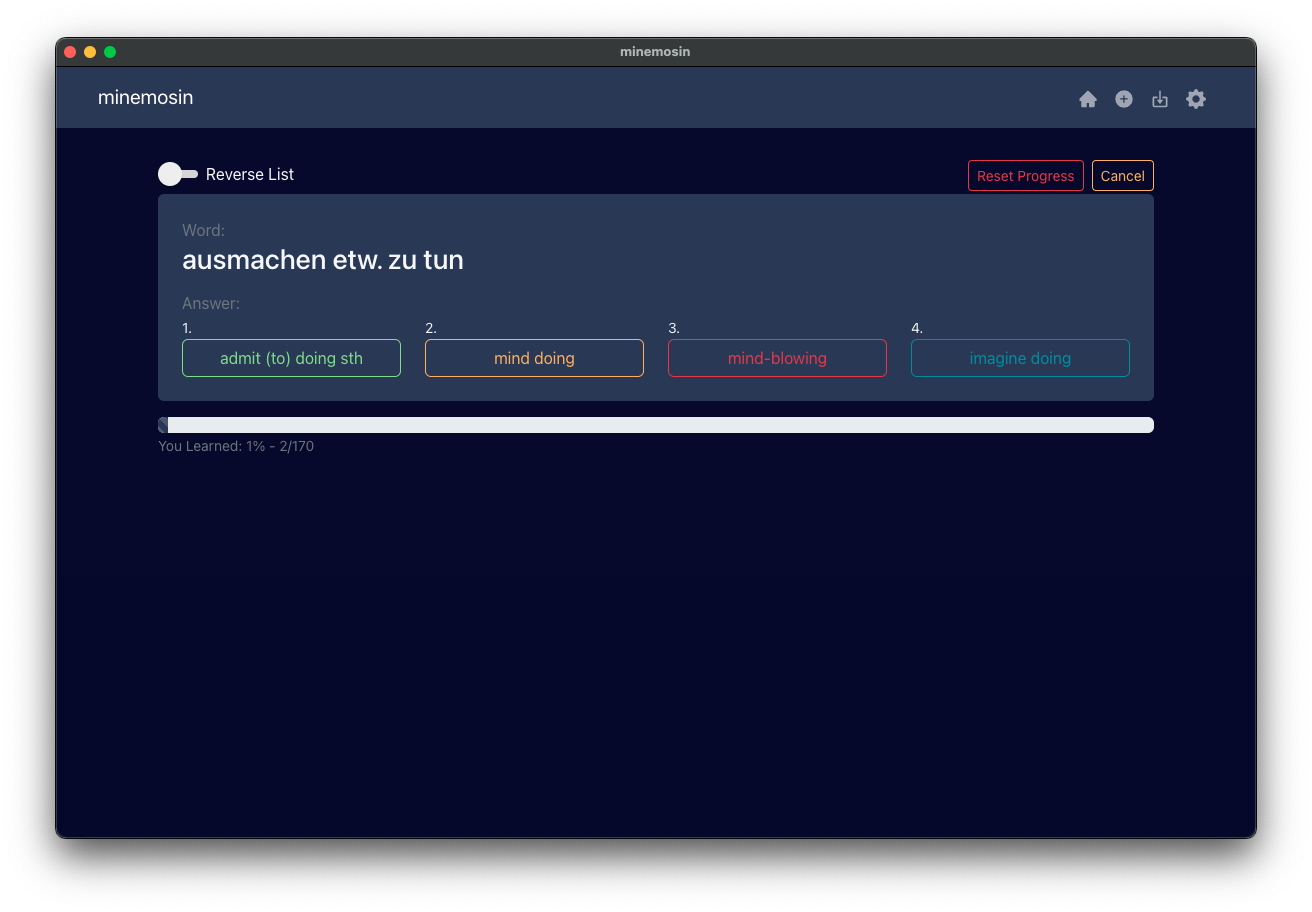 minemosin
minemosin
Reverse List
Reset Progress
Cancel
Word:
ausmachen etw. zu tun
Answer:
1.
admit (to) doing sth
2.
mind doing
3.
mind-blowing
4.
imagine doing
You Learned: 1% - 2/170